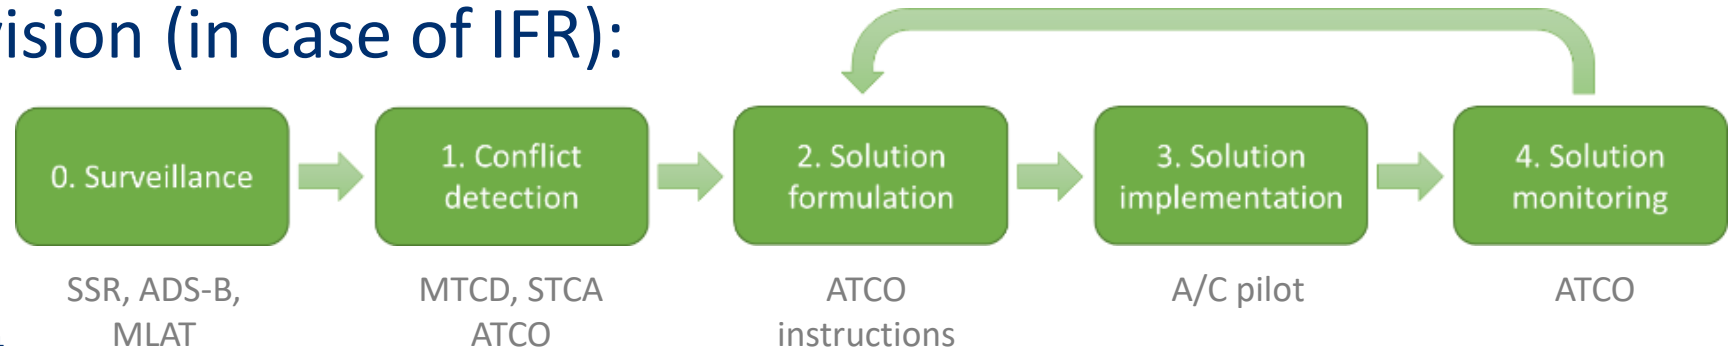 vision (in case of IFR):
0. Surveillance
1. Conflict
detection
2. Solution
formulation
3. Solution
implementation
4. Solution
monitoring
SSR, ADS-B,
MLAT
MTCD, STCA
ATCO
ATCO
instructions
A/C pilot
ATCO